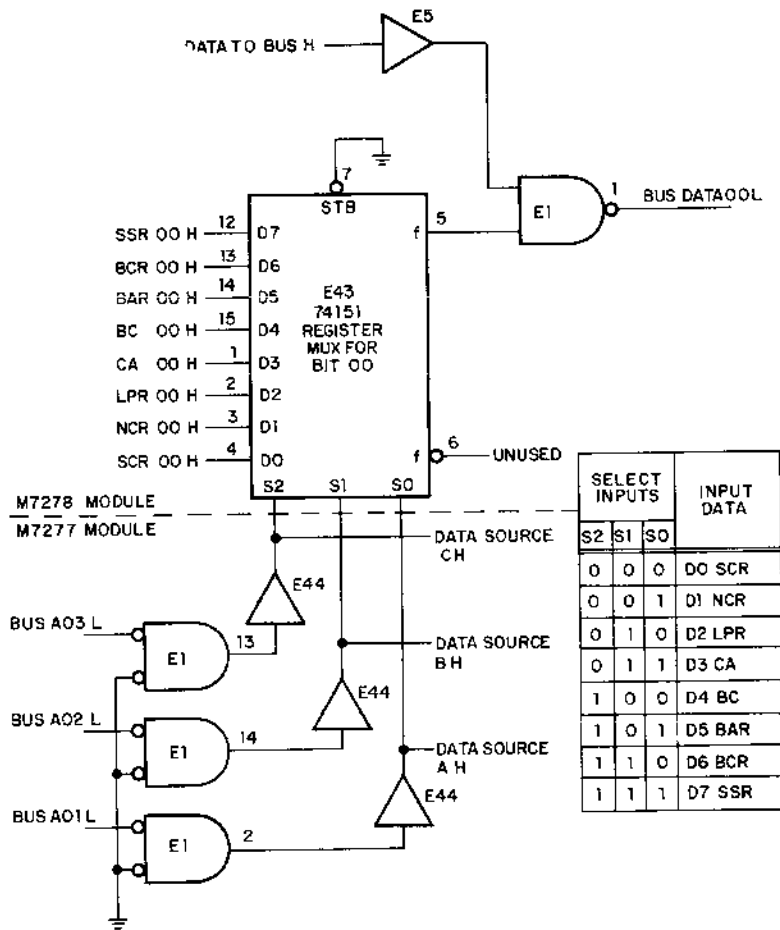 E5
DATA TO BUS H
7
STB
1
E1
BUS DATAOOL
SSR 00 H 12 D7
BCR 00 H 13 D6
BAR 00 H 14 D5
BC 00 H 15 D4
CA 00 H 1 D3
LPR 00 H 2 D2
NCR 00 H 3 D1
SCR 00 H 4 D0
E43
74151
REGISTER
MUX FOR
BIT 00
f 5
f 6
UNUSED
S2 S1 S0
M7278 MODULE
M7277 MODULE
DATA SOURCE
CH
E44
BUS A03 L
E1
13
DATA SOURCE
BH
E44
BUS A02 L
E1
14
DATA SOURCE
A H
E44
BUS A01 L
E1
2
SELECT
INPUTS
INPUT
DATA
S2 S1 S0
0 0 0 D0 SCR
0 0 1 D1 NCR
0 1 0 D2 LPR
0 1 1 D3 CA
1 0 0 D4 BC
1 0 1 D5 BAR
1 1 0 D6 BCR
1 1 1 D7 SSR